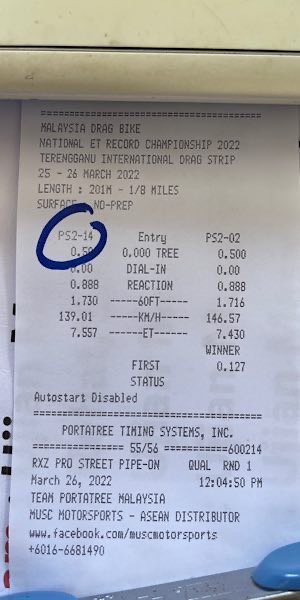 MALAYSIA DRAG BIKE
NATIONAL ET RECORD CHAMPIONSHIP 2022
TERENGGANU INTERNATIONAL DRAG STRIP
25 - 26 MARCH 2022
LENGTH : 201M - 1/8 MILES
SURFACE NO-PREP
PS2-14 Entry PS2-02
0.000 TREE 0.500
0.00 DIAL-IN 0.00
0.888 REACTION 0.888
1.730 -----60FT----- 1.716
139.01 -----KM/H----- 146.57
7.557 ------ET------ 7.430
WINNER
FIRST 0.127
STATUS
Autostart Disabled
PORTATREE TIMING SYSTEMS, INC.
=============== 55/56 ===========600214
RXZ PRO STREET PIPE-ON QUAL RND 1
March 26, 2022 12:04:50 PM
TEAM PORTATREE MALAYSIA
MUSC MOTORSPORTS - ASEAN DISTRIBUTOR
www.facebook.com/muscmotorsports
+6016-6681490